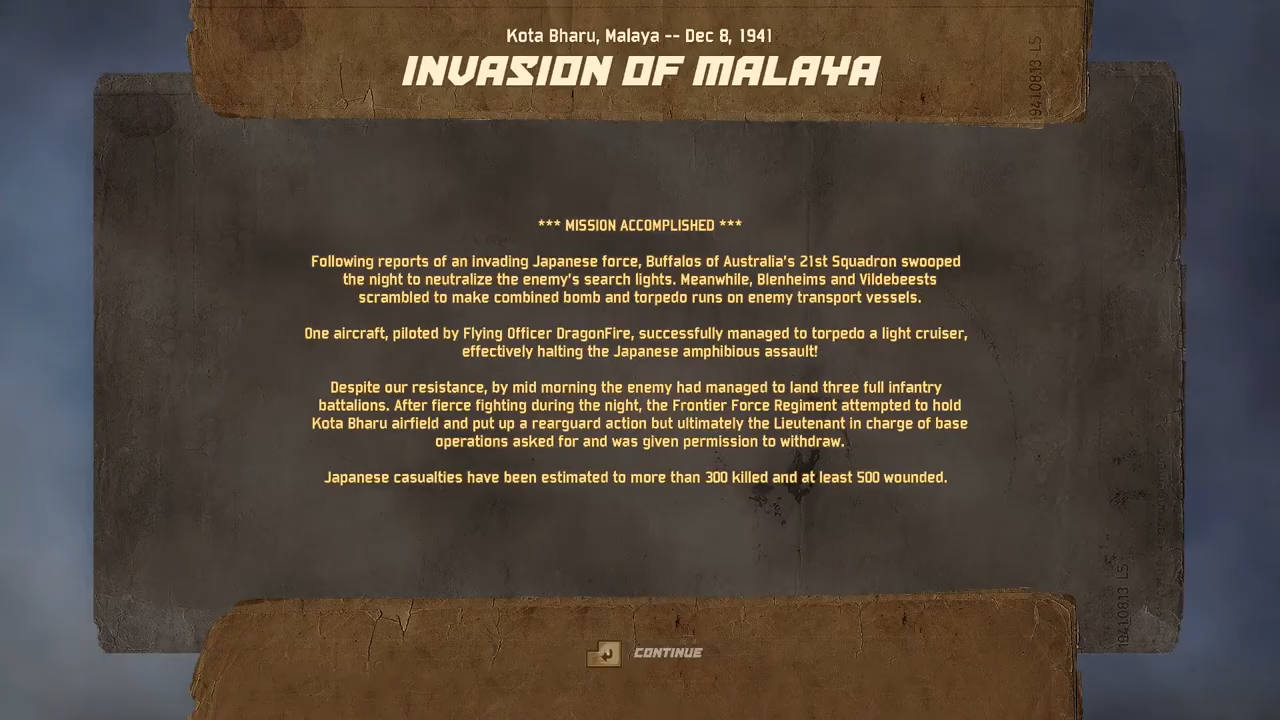 Kota Bharu, Malaya -- Dec 8, 1941
INVASION OF MALAYA
194108.13 LS
*** MISSION ACCOMPLISHED ***
Following reports of an invading Japanese force, Buffalos of Australia's 21st Squadron swooped
the night to neutralize the enemy's search lights. Meanwhile, Blenheims and Vildebeests
scrambled to make combined bomb and torpedo runs on enemy transport vessels.
One aircraft, piloted by Flying Officer DragonFire, successfully managed to torpedo a light cruiser,
effectively halting the Japanese amphibious assault!
Despite our resistance, by mid morning the enemy had managed to land three full infantry
battalions. After fierce fighting during the night, the Frontier Force Regiment attempted to hold
Kota Bharu airfield and put up a rearguard action but ultimately the Lieutenant in charge of base
operations asked for and was given permission to withdraw.
Japanese casualties have been estimated to more than 300 killed and at least 500 wounded.
194108.13 LS
CONTINUE